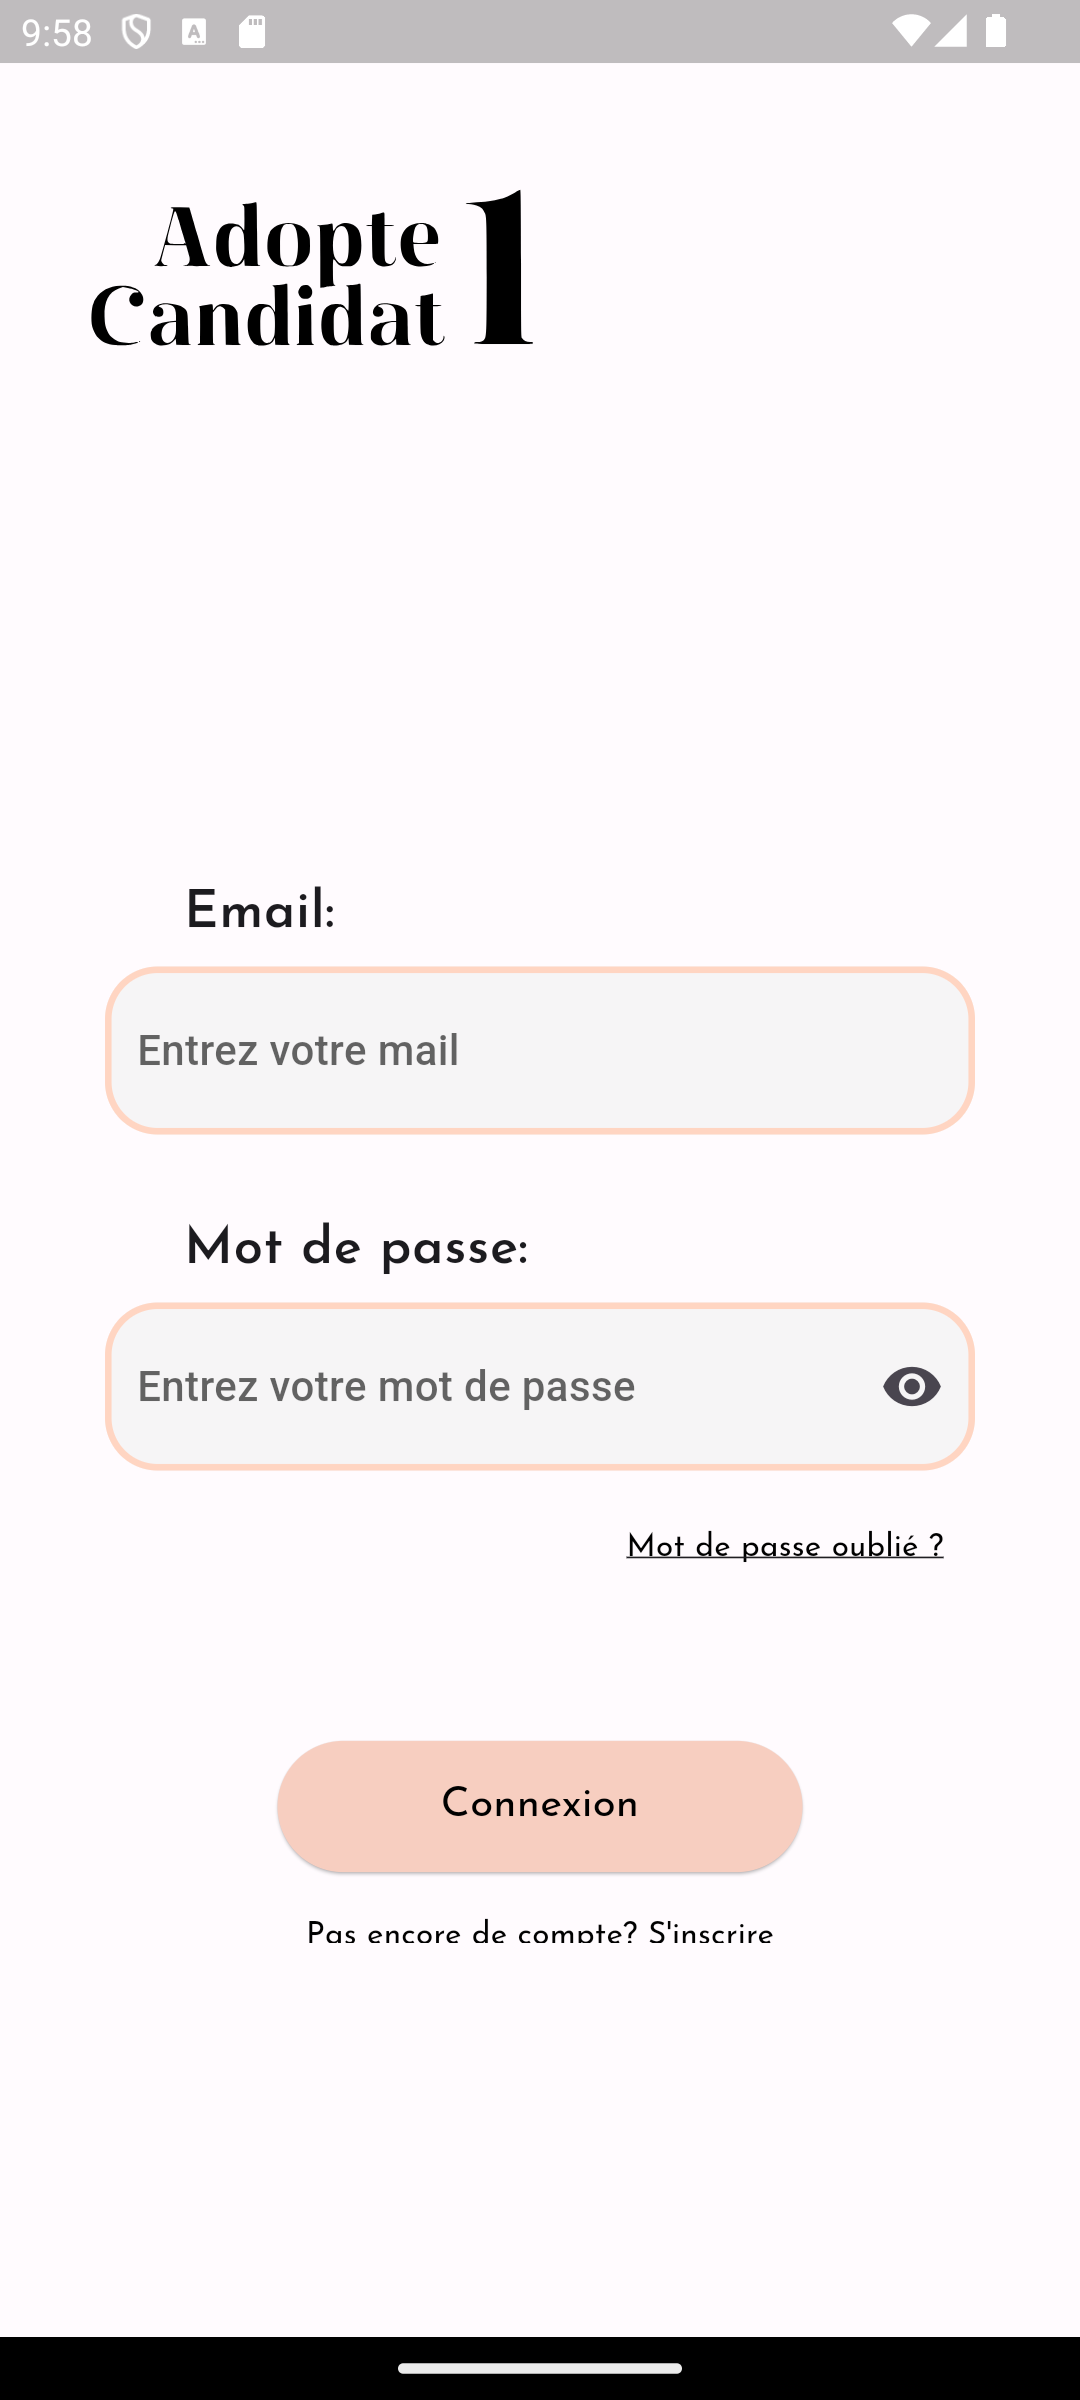 9:58
Adopte
Candidat 1
Email:
Entrez votre mail
Mot de passe:
Entrez votre mot de passe
Mot de passe oublié ?
Connexion
Pas encore de compte? S'inscrire